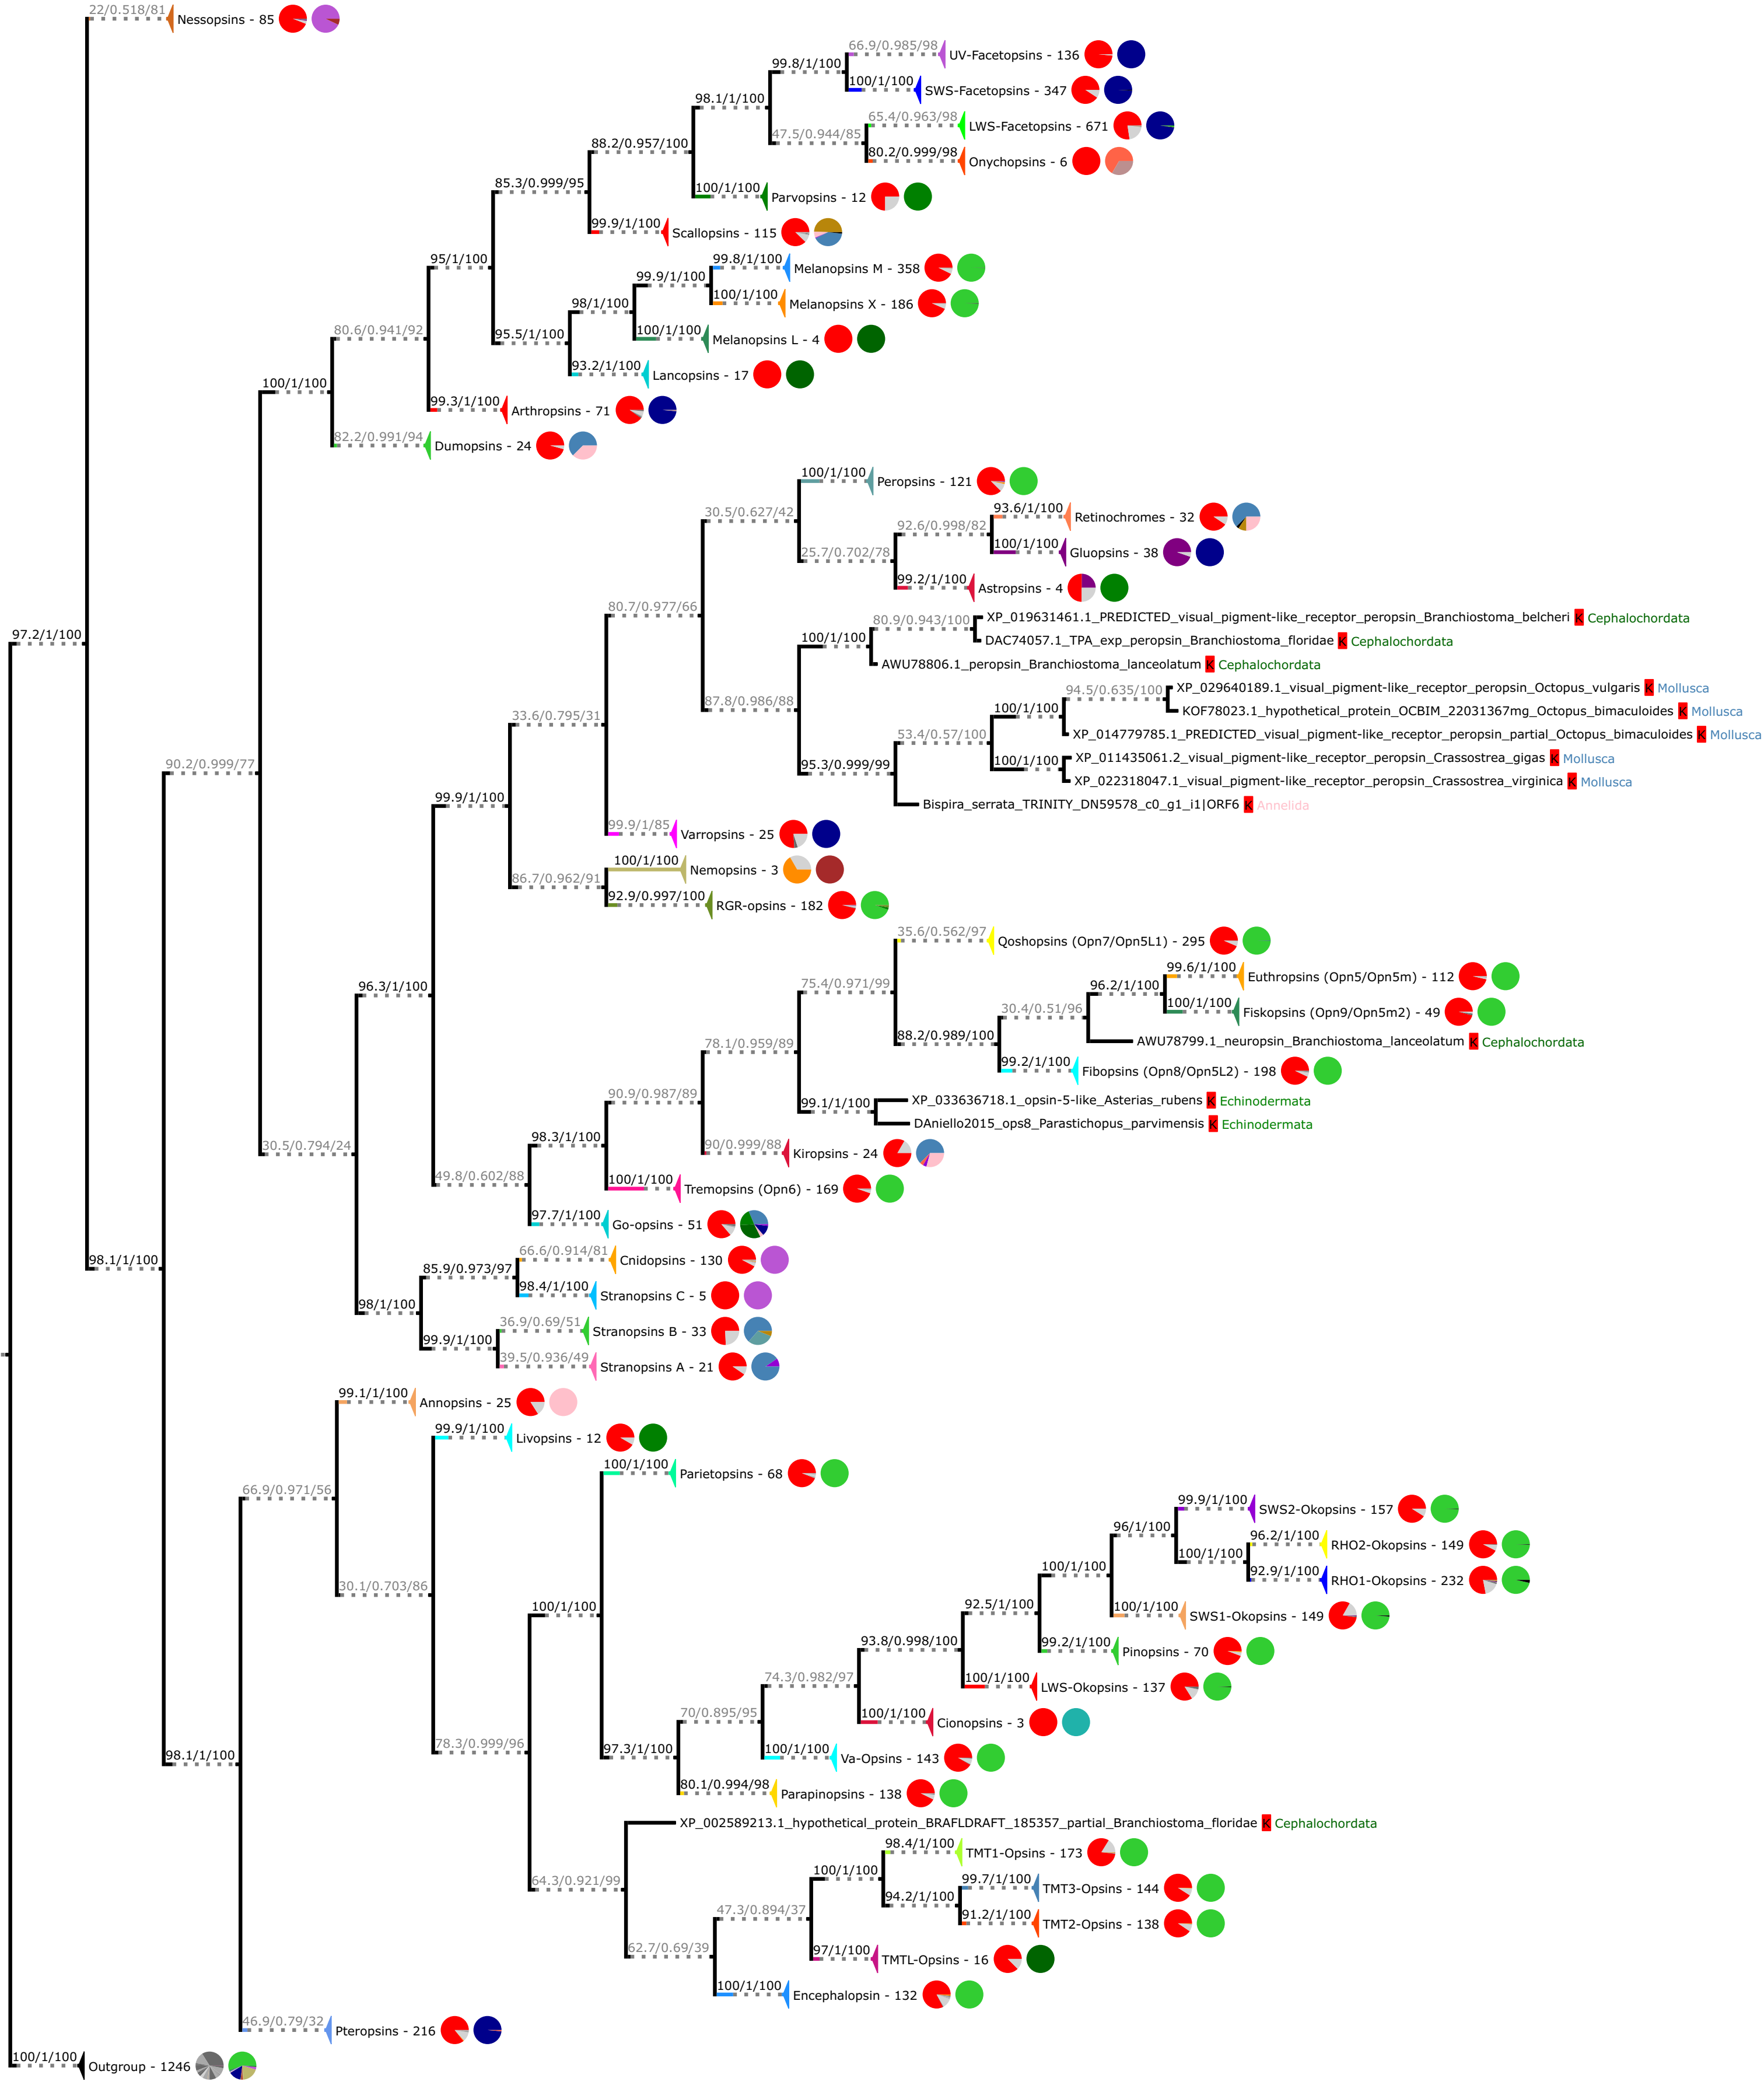 22/0.518/81
Nessopsins - 85
66.9/0.985/98
UV-Facetopsins - 136
99.8/1/100
100/1/100
SWS-Facetopsins - 347
98.1/1/100
65.4/0.963/98
LWS-Facetopsins - 671
47.5/0.944/85
88.2/0.957/100
80.2/0.999/98
Onychopsins - 6
85.3/0.999/95
100/1/100
Parvopsins - 12
99.9/1/100
Scallopsins - 115
95/1/100
99.8/1/100
Melanopsins M - 358
99.9/1/100
100/1/100
Melanopsins X - 186
98/1/100
80.6/0.941/92
95.5/1/100
100/1/100
Melanopsins L - 4
93.2/1/100
Lancopsins - 17
100/1/100
99.3/1/100
Arthropsins - 71
82.2/0.991/94
Dumopsins - 24
100/1/100
Peropsins - 121
30.5/0.627/42
93.6/1/100
Retinochromes - 32
92.6/0.998/82
25.7/0.702/78
100/1/100
Gluopsins - 38
99.2/1/100
Astropsins - 4
80.7/0.977/66
80.9/0.943/100
XP_019631461.1_PREDICTED_visual_pigment-like_receptor_peropsin_Branchiostoma_belcheri K Cephalochordata
100/1/100
DAC74057.1_TPA_exp_peropsin_Branchiostoma_floridae K Cephalochordata
97.2/1/100
AWU78806.1_peropsin_Branchiostoma_lanceolatum K Cephalochordata
94.5/0.635/100
XP_029640189.1_visual_pigment-like_receptor_peropsin_Octopus_vulgaris K Mollusca
87.8/0.986/88
100/1/100
KOF78023.1_hypothetical_protein_OCBIM_22031367mg_Octopus_bimaculoides K Mollusca
33.6/0.795/31
XP_014779785.1_PREDICTED_visual_pigment-like_receptor_peropsin_partial_Octopus_bimaculoides K Mollusca
53.4/0.57/100
XP_011435061.2_visual_pigment-like_receptor_peropsin_Crassostrea_gigas K Mollusca
90.2/0.999/77
95.3/0.999/99
100/1/100
XP_022318047.1_visual_pigment-like_receptor_peropsin_Crassostrea_virginica K Mollusca
99.9/1/100
Bispira_serrata_TRINITY_DN59578_c0_g1_i1|ORF6 K Annelida
99.9/1/85
Varropsins - 25
100/1/100
Nemopsins - 3
86.7/0.962/91
92.9/0.997/100
RGR-opsins - 182
35.6/0.562/97
Qoshopsins (Opn7/Opn5L1) - 295
99.6/1/100
Euthropsins (Opn5/Opn5m) - 112
96.3/1/100
75.4/0.971/99
96.2/1/100
100/1/100
Fiskopsins (Opn9/Opn5m2) - 49
30.4/0.51/96
88.2/0.989/100
AWU78799.1_neuropsin_Branchiostoma_lanceolatum K Cephalochordata
78.1/0.959/89
99.2/1/100
Fibopsins (Opn8/Opn5L2) - 198
90.9/0.987/89
99.1/1/100
XP_033636718.1_opsin-5-like_Asterias_rubens K Echinodermata
DAniello2015_ops8_Parastichopus_parvimensis K Echinodermata
98.3/1/100
30.5/0.794/24
90/0.999/88
Kiropsins - 24
49.8/0.602/88
100/1/100
Tremopsins (Opn6) - 169
97.7/1/100
Go-opsins - 51
98.1/1/100
66.6/0.914/81
Cnidopsins - 130
85.9/0.973/97
98.4/1/100
Stranopsins C - 5
98/1/100
36.9/0.69/51
Stranopsins B - 33
99.9/1/100
39.5/0.936/49
Stranopsins A - 21
99.1/1/100
Annopsins - 25
99.9/1/100
Livopsins - 12
100/1/100
Parietopsins - 68
66.9/0.971/56
99.9/1/100
SWS2-Okopsins - 157
96/1/100
96.2/1/100
RHO2-Okopsins - 149
100/1/100
100/1/100
92.9/1/100
RHO1-Okopsins - 232
30.1/0.703/86
92.5/1/100
100/1/100
SWS1-Okopsins - 149
100/1/100
93.8/0.998/100
99.2/1/100
Pinopsins - 70
74.3/0.982/97
100/1/100
LWS-Okopsins - 137
70/0.895/95
100/1/100
Cionopsins - 3
78.3/0.999/96
97.3/1/100
100/1/100
Va-Opsins - 143
98.1/1/100
80.1/0.994/98
Parapinopsins - 138
XP_002589213.1_hypothetical_protein_BRAFLDRAFT_185357_partial_Branchiostoma_floridae K Cephalochordata
98.4/1/100
TMT1-Opsins - 173
64.3/0.921/99
100/1/100
99.7/1/100
TMT3-Opsins - 144
94.2/1/100
47.3/0.894/37
91.2/1/100
TMT2-Opsins - 138
62.7/0.69/39
97/1/100
TMTL-Opsins - 16
100/1/100
Encephalopsin - 132
46.9/0.79/32
Pteropsins - 216
100/1/100
Outgroup - 1246